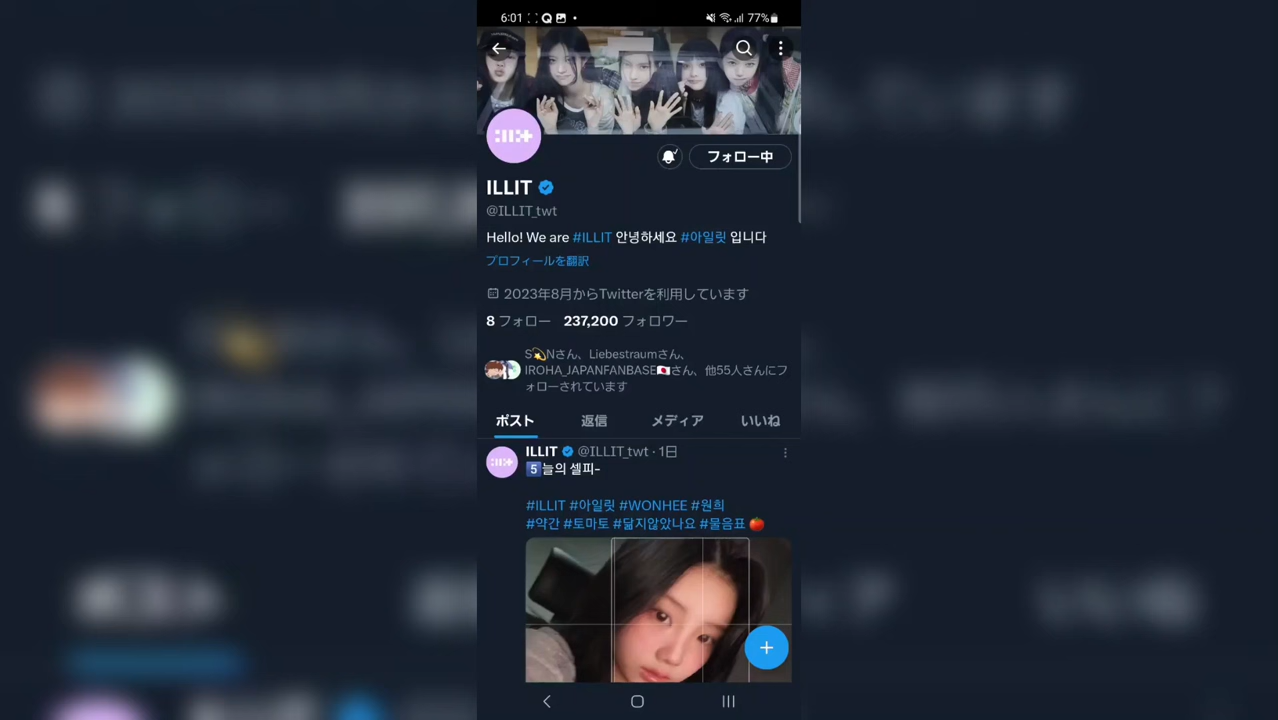 6:01
77%
フォロー中
ILLIT
@ILLIT_twt
Hello! We are #ILLIT 안녕하세요 #아일릿 입니다
プロフィールを翻訳
2023年8月からTwitterを利用しています
8 フォロー 237,200 フォロワー
S💫Nさん、Liebestraumさん、
IROHA_JAPANFANBASE🇯🇵さん、他55人さんにフ
ォローされています
ポスト 返信 メディア いいね
ILLIT @ILLIT_twt · 1日
5️⃣늘의 셀피~
#ILLIT #아일릿 #WONHEE #원희
#약간 #토마토 #닮지않았나요 #물음표 🍅